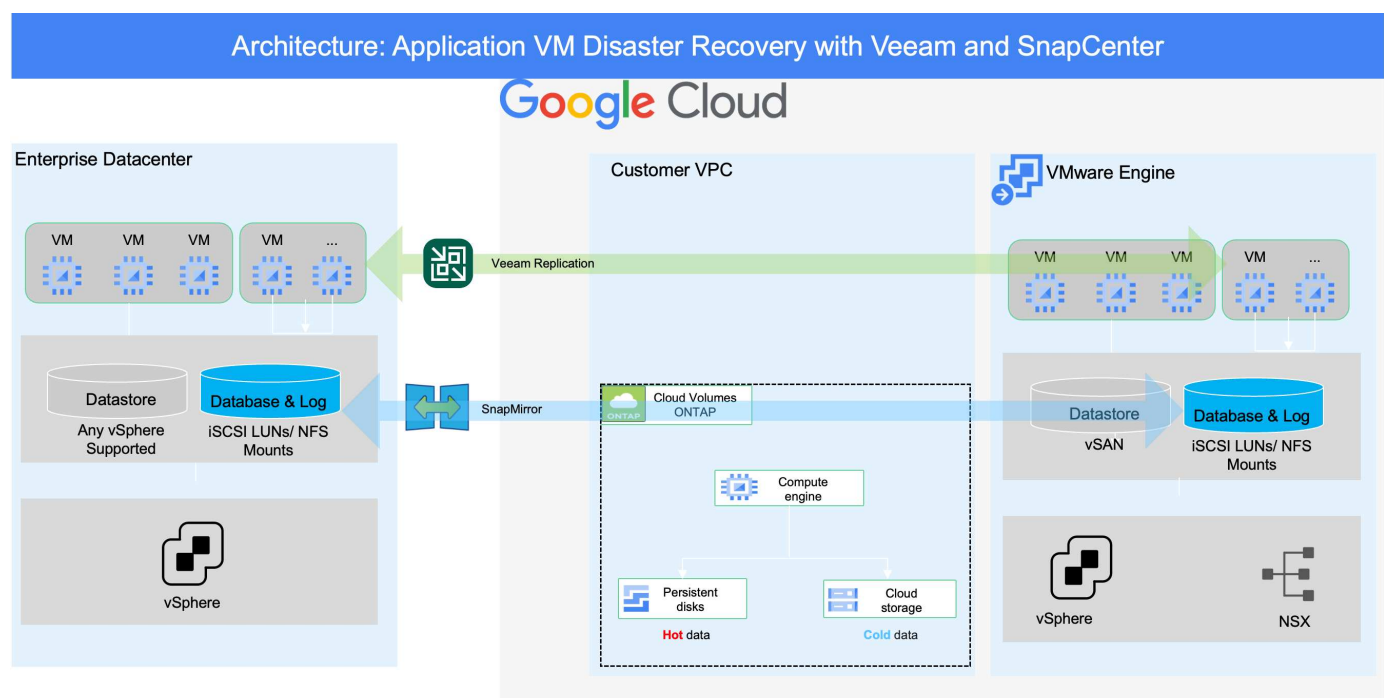 Architecture: Application VM Disaster Recovery with Veeam and SnapCenter
Google Cloud
Enterprise Datacenter
VM VM VM VM ...
Datastore
Any vSphere
Supported
Database & Log
iSCSI LUNs/ NFS
Mounts
vSphere
Veeam Replication
SnapMirror
Customer VPC
ONTAP
Cloud Volumes
ONTAP
Compute
engine
Persistent
disks
Hot data
Cloud
storage
Cold data
VMware Engine
VM VM VM VM ...
Datastore
vSAN
Database & Log
iSCSI LUNs/ NFS
Mounts
vSphere
NSX